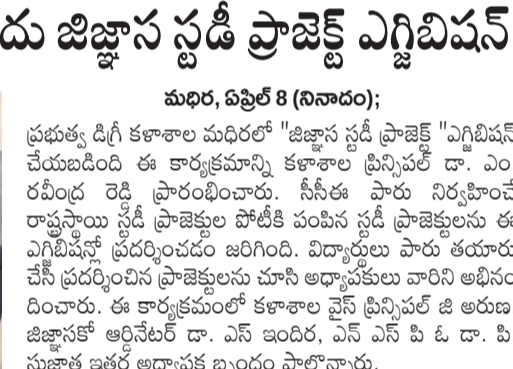 దు జిజ్ఞాస స్టడీ ప్రాజెక్ట్ ఎగ్జిబిషన్
మధిర, ఏప్రిల్ 8 (నినాదం);
ప్రభుత్వ డిగ్రీ కళాశాల మధిరలో "జిజ్ఞాస స్టడీ ప్రాజెక్ట్ "ఎగ్జిబిషన్
చేయబడింది ఈ కార్యక్రమాన్ని కళాశాల ప్రిన్సిపల్ డా. ఎం
రవీంద్ర రెడ్డి ప్రారంభించారు. సీసీఈ పారు నిర్వహించే
రాష్ట్రస్థాయి స్టడీ ప్రాజెక్టుల పోటీకి పంపిన స్టడీ ప్రాజెక్టులను ఈ
ఎగ్జిబిషన్లో ప్రదర్శించడం జరిగింది. విద్యార్థులు పారు తయారు
చేసి ప్రదర్శించిన ప్రాజెక్టులను చూసి అధ్యాపకులు వారిని అభినం
దించారు. ఈ కార్యక్రమంలో కళాశాల వైస్ ప్రిన్సిపల్ జి అరుణ
జిజ్ఞాసకో ఆర్డినేటర్ డా. ఎస్ ఇందిర, ఎన్ ఎస్ పి ఓ డా. పి
సుజాత ఇతర అధ్యాపక బృందం పాల్గొన్నారు.